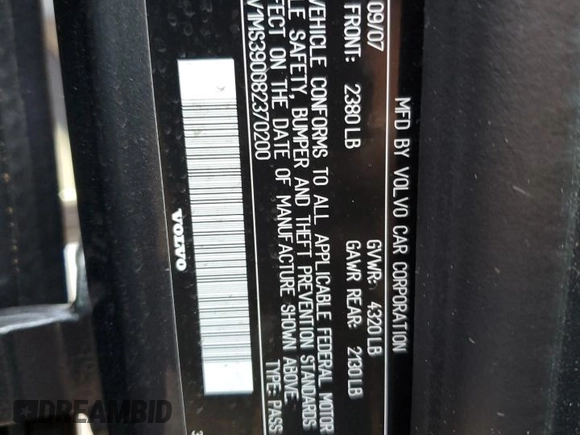 MFD BY VOLVO CAR CORPORATION
09/07 GVWR: 4320 LB
FRONT: 2380 LB GAWR REAR: 2130 LB
VEHICLE CONFORMS TO ALL APPLICABLE FEDERAL MOTOR
SAFETY, BUMPER AND THEFT PREVENTION STANDARDS
ON THE DATE OF MANUFACTURE SHOWN ABOVE.
V1MS390682370200 TYPE: PASS
VOLVO
DREAMBID